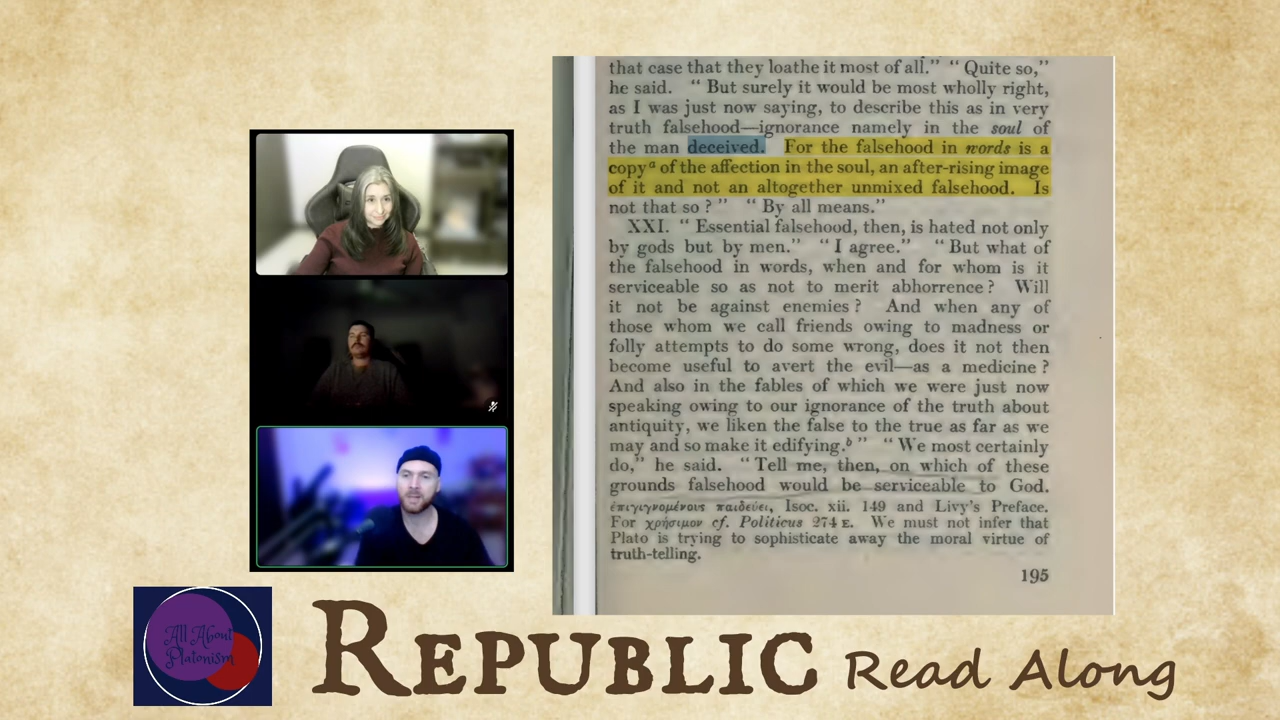 that case that they loathe it most of all.” “ Quite so,”
he said. “ But surely it would be most wholly right,
as I was just now saying, to describe this as in very
truth falsehood—ignorance namely in the soul of
the man deceived. For the falsehood in words is a
copyᵃ of the affection in the soul, an after-rising image
of it and not an altogether unmixed falsehood. Is
not that so ? ” “ By all means.”
XXI. “ Essential falsehood, then, is hated not only
by gods but by men.” “ I agree.” “ But what of
the falsehood in words, when and for whom is it
serviceable so as not to merit abhorrence ? Will
it not be against enemies ? And when any of
those whom we call friends owing to madness or
folly attempts to do some wrong, does it not then
become useful to avert the evil—as a medicine ?
And also in the fables of which we were just now
speaking owing to our ignorance of the truth about
antiquity, we liken the false to the true as far as we
may and so make it edifying.ᵇ ” “ We most certainly
do,” he said. “ Tell me, then, on which of these
grounds falsehood would be serviceable to God.
ἐπιγιγνομένους παιδεύει, Isoc. xii. 149 and Livy’s Preface.
For χρήσιμον cf. Politicus 274 E. We must not infer that
Plato is trying to sophisticate away the moral virtue of
truth-telling.
195
All About
Platonism
REPUBLIC Read Along